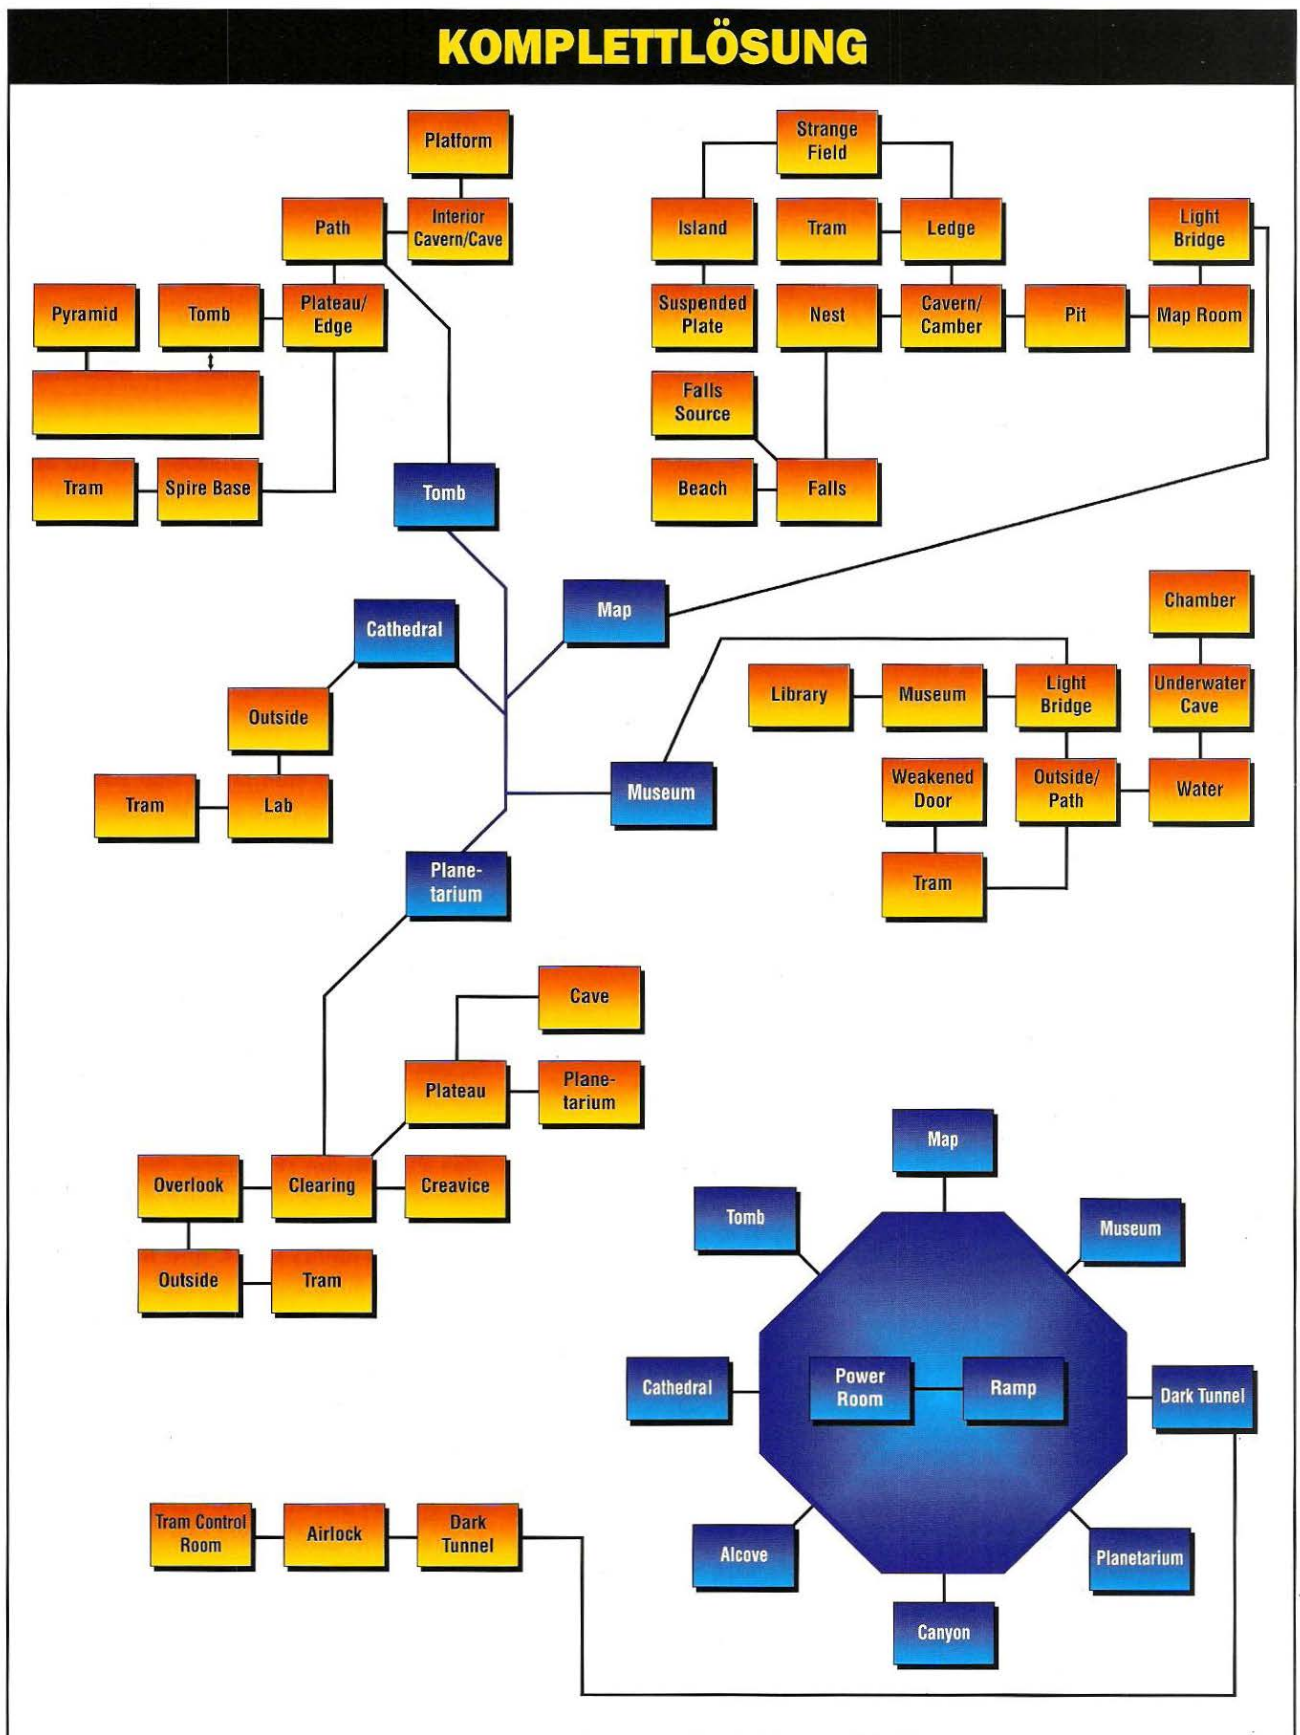 KOMPLETTLÖSUNG
Platform
Path
Interior
Cavern/Cave
Pyramid
Tomb
Plateau/
Edge
Tram
Spire Base
Tomb
Strange
Field
Island
Tram
Ledge
Light
Bridge
Suspended
Plate
Nest
Cavern/
Camber
Pit
Map Room
Falls
Source
Beach
Falls
Cathedral
Map
Outside
Tram
Lab
Museum
Plane-
tarium
Chamber
Library
Museum
Light
Bridge
Underwater
Cave
Weakened
Door
Outside/
Path
Water
Tram
Cave
Plateau
Plane-
tarium
Overlook
Clearing
Creavice
Outside
Tram
Map
Tomb
Museum
Cathedral
Power
Room
Ramp
Dark Tunnel
Alcove
Planetarium
Canyon
Tram Control
Room
Airlock
Dark
Tunnel